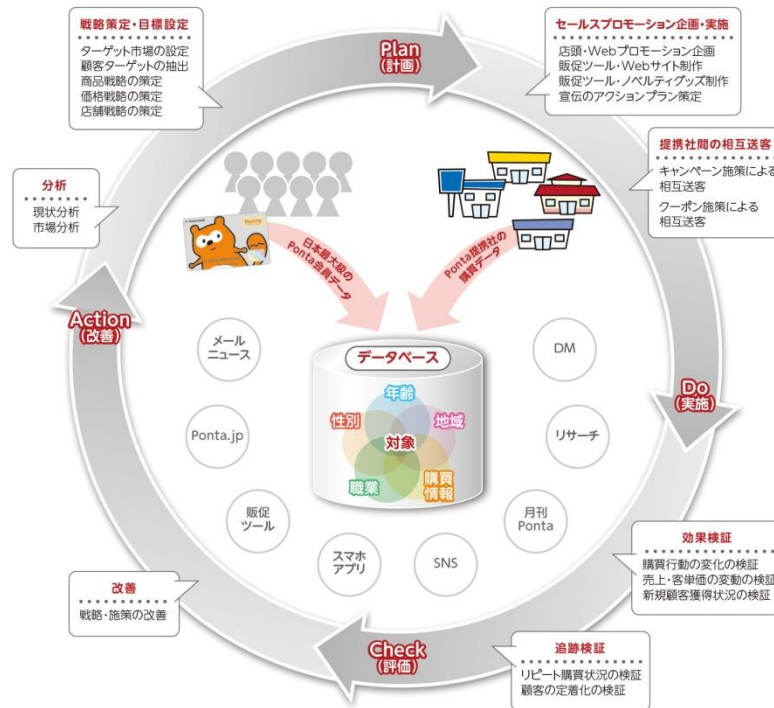 Plan
(計画)
戦略策定・目標設定
ターゲット市場の設定
顧客ターゲットの抽出
商品戦略の策定
価格戦略の策定
店舗戦略の策定
セールスプロモーション企画・実施
店頭・Webプロモーション企画
販促ツール・Webサイト制作
販促ツール・ノベルティグッズ制作
宣伝のアクションプラン策定
提携社間の相互送客
キャンペーン施策による
相互送客
クーポン施策による
相互送客
分析
現状分析
市場分析
Ponta
日本最大級の
Ponta会員データ
Ponta提携社の
購買データ
Action
(改善)
Do
(実施)
データベース
年齢
性別
地域
対象
職業
購買
情報
メール
ニュース
Ponta.jp
販促
ツール
スマホ
アプリ
SNS
月刊
Ponta
リサーチ
DM
効果検証
購買行動の変化の検証
売上・客単価の変動の検証
新規顧客獲得状況の検証
追跡検証
リピート購買状況の検証
顧客の定着化の検証
Check
(評価)
改善
戦略・施策の改善